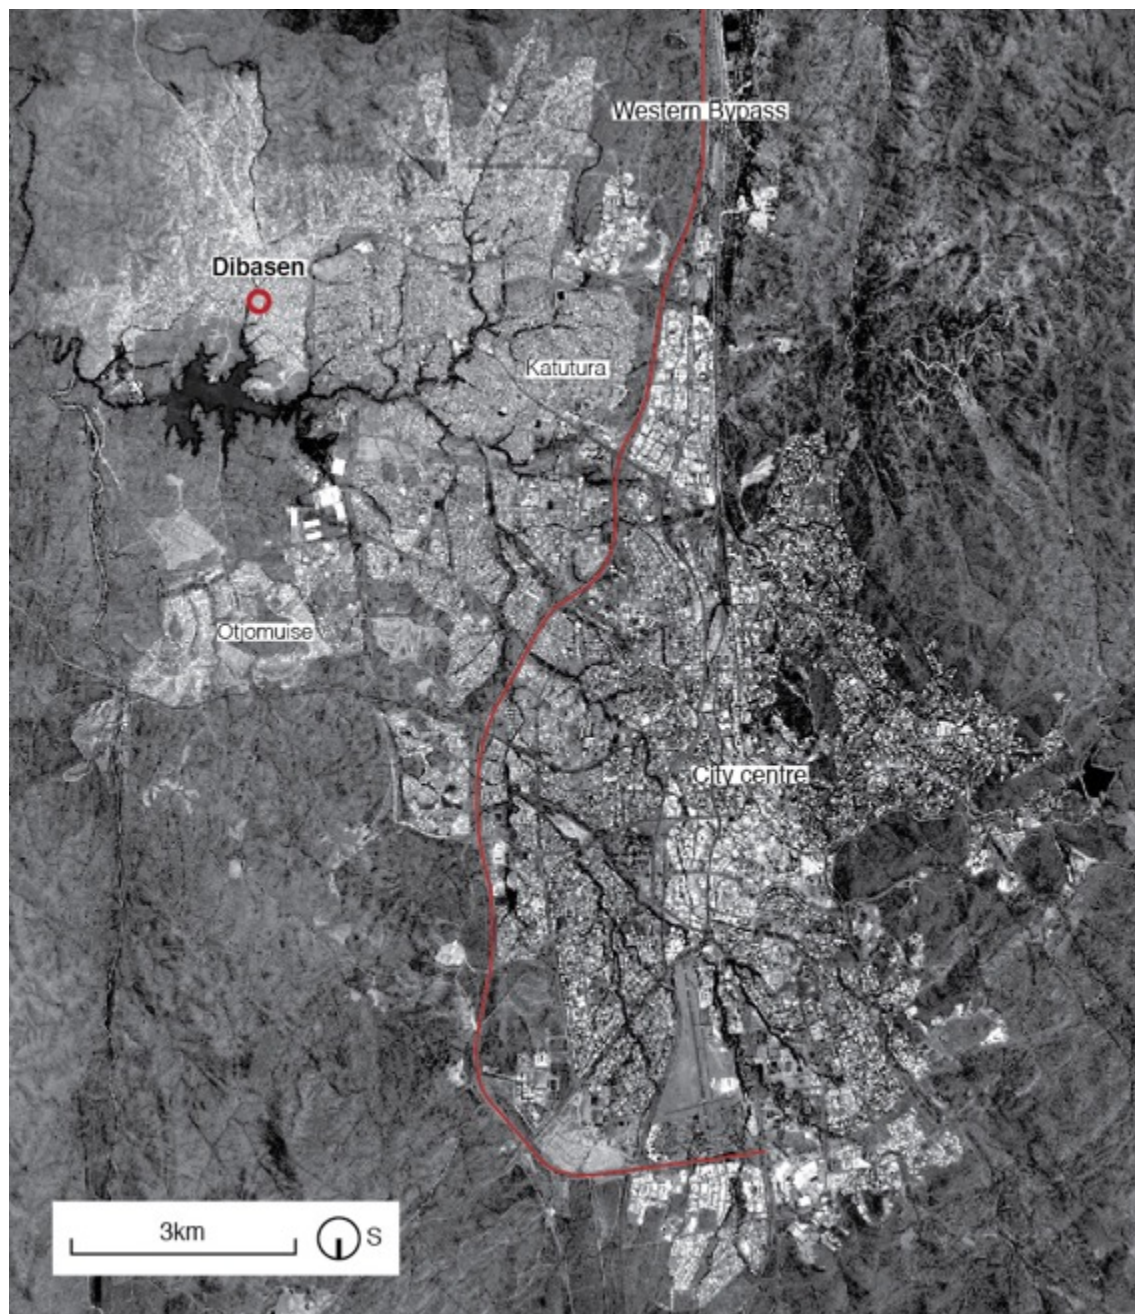 Western Bypass
Dibasen
Katutura
Otjomuise
City centre
3km
S